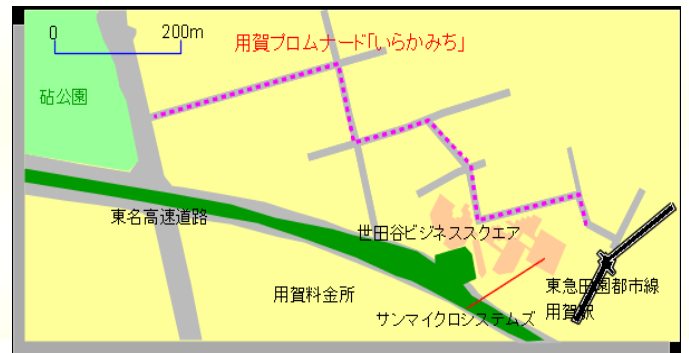 0 200m
用賀プロムナード「いらかみち」
砧公園
東名高速道路
世田谷ビジネススクエア
用賀料金所
東急田園都市線
用賀駅
サンマイクロシステムズ